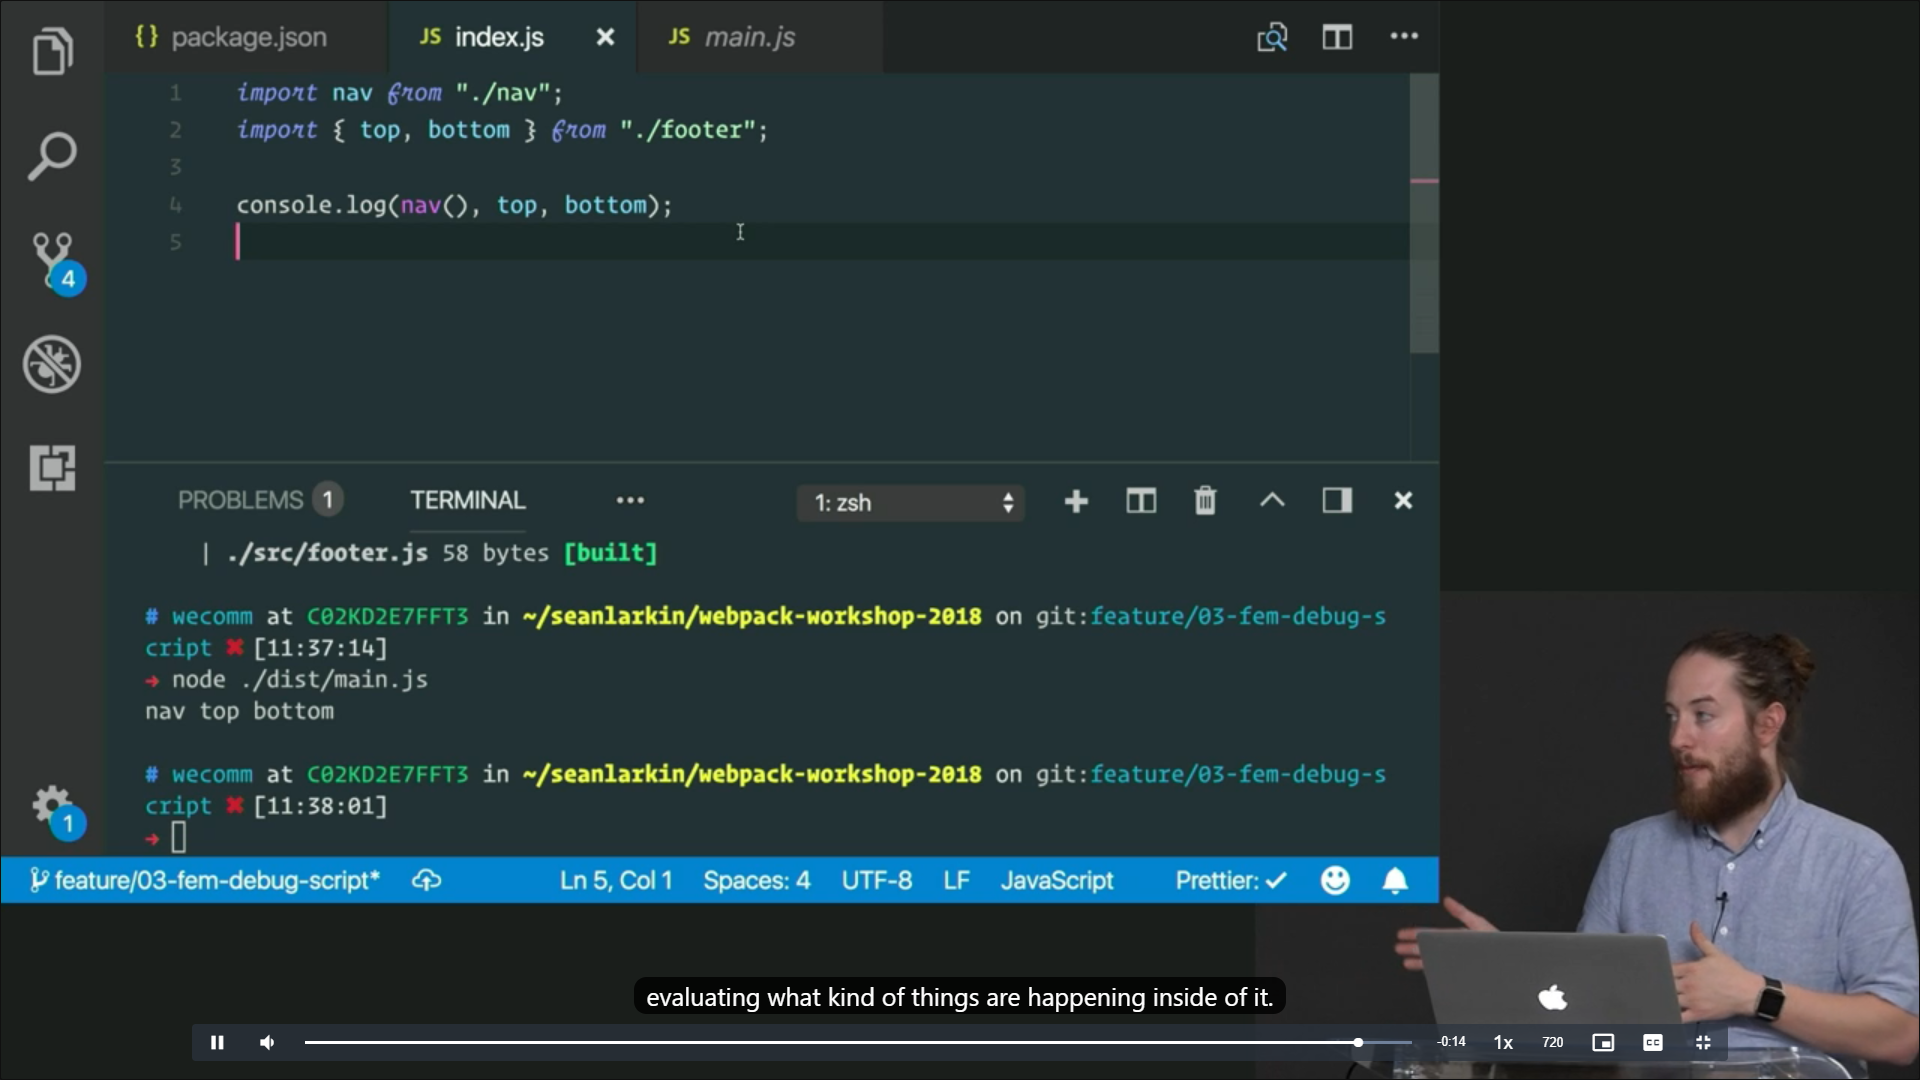 {} package.json
JS index.js
JS main.js
1 import nav from "./nav";
2 import { top, bottom } from "./footer";
3
4 console.log(nav(), top, bottom);
5
4
PROBLEMS 1
TERMINAL
1: zsh
| ./src/footer.js 58 bytes [built]
# wecomm at C02KD2E7FFT3 in ~/seanlarkin/webpack-workshop-2018 on git:feature/03-fem-debug-s
cript ✖ [11:37:14]
→ node ./dist/main.js
nav top bottom
# wecomm at C02KD2E7FFT3 in ~/seanlarkin/webpack-workshop-2018 on git:feature/03-fem-debug-s
cript ✖ [11:38:01]
→
1
feature/03-fem-debug-script*
Ln 5, Col 1
Spaces: 4
UTF-8
LF
JavaScript
Prettier: ✓
evaluating what kind of things are happening inside of it.
-0:14
1x
720
CC